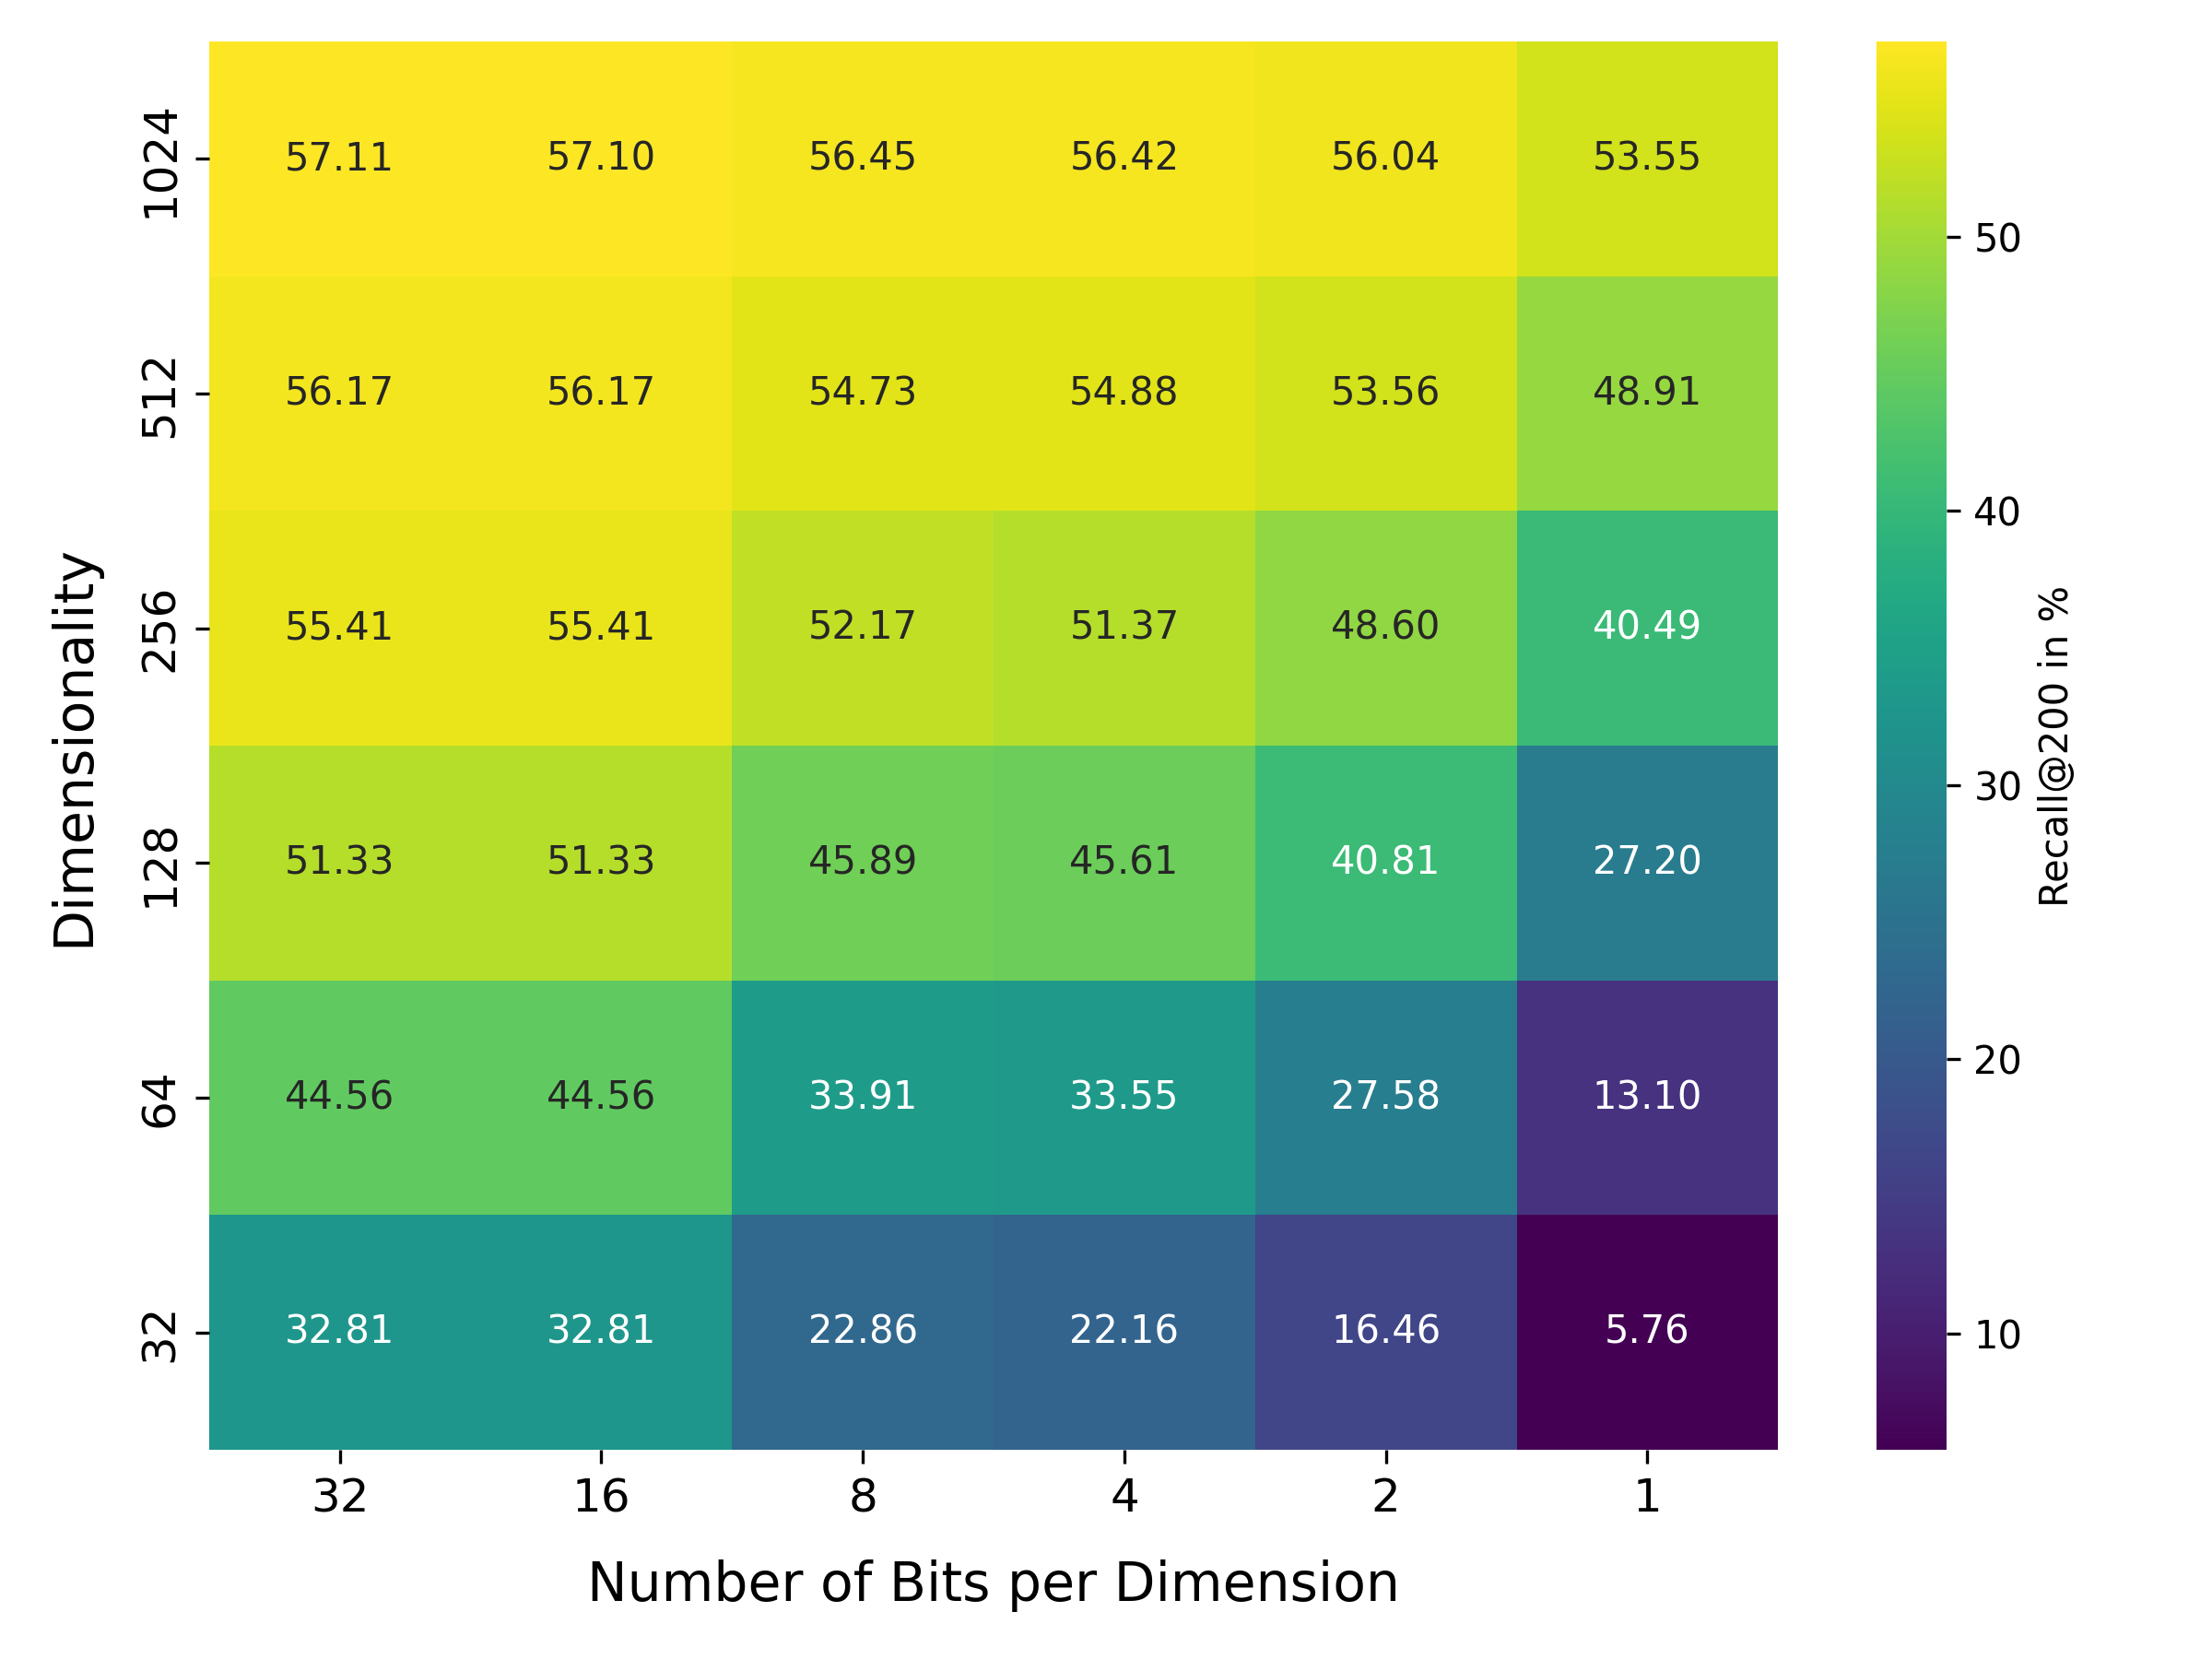 1024 57.11 57.10 56.45 56.42 56.04 53.55
512 56.17 56.17 54.73 54.88 53.56 48.91
256 55.41 55.41 52.17 51.37 48.60 40.49
128 51.33 51.33 45.89 45.61 40.81 27.20
64 44.56 44.56 33.91 33.55 27.58 13.10
32 32.81 32.81 22.86 22.16 16.46 5.76
32 16 8 4 2 1
Number of Bits per Dimension
Dimensionality
50
40
30
20
10
Recall@200 in %